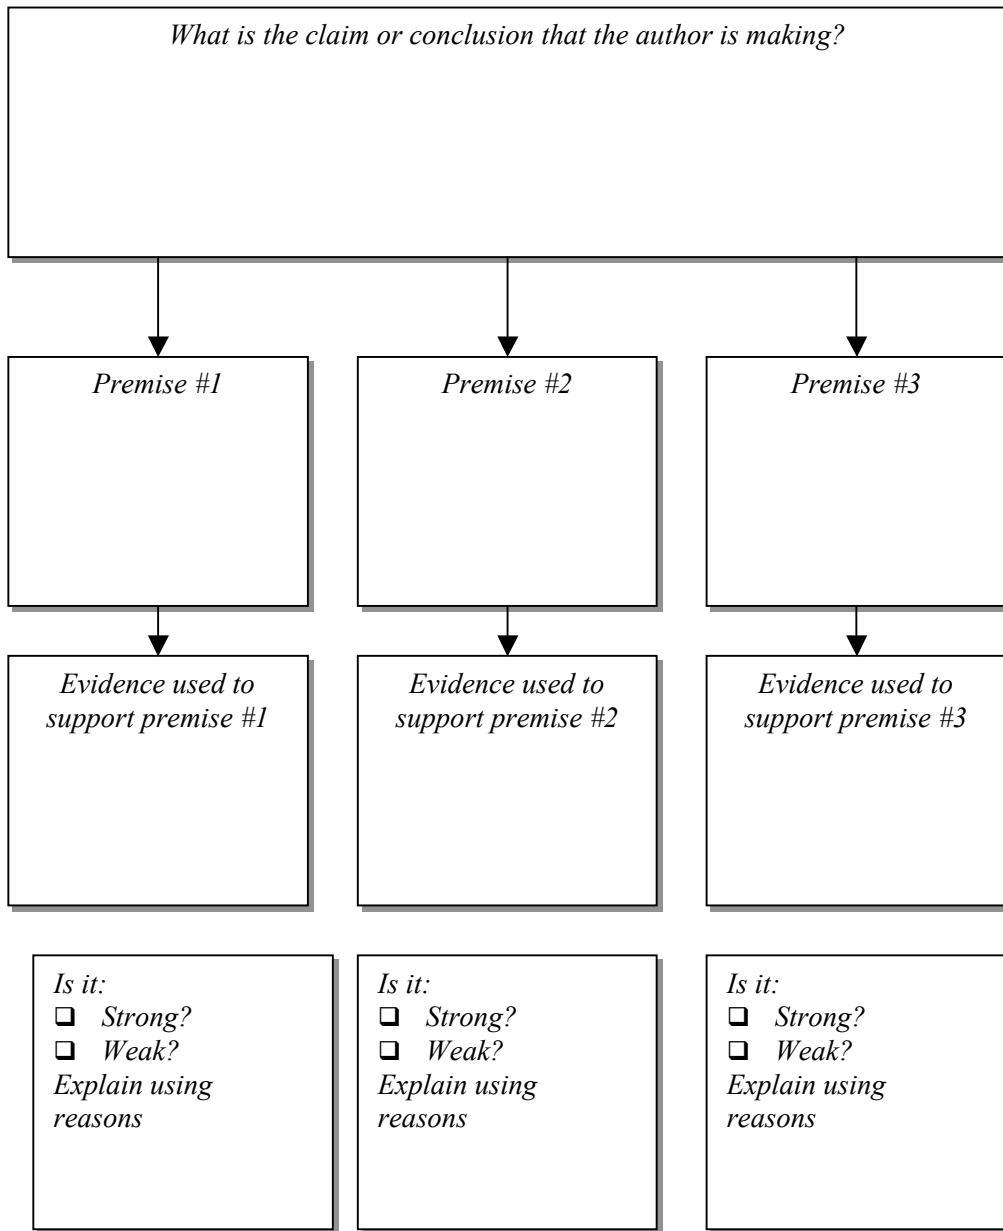 What is the claim or conclusion that the author is making?
Premise #1
Premise #2
Premise #3
Evidence used to
support premise #1
Evidence used to
support premise #2
Evidence used to
support premise #3
Is it:
❑ Strong?
❑ Weak?
Explain using
reasons
Is it:
❑ Strong?
❑ Weak?
Explain using
reasons
Is it:
❑ Strong?
❑ Weak?
Explain using
reasons